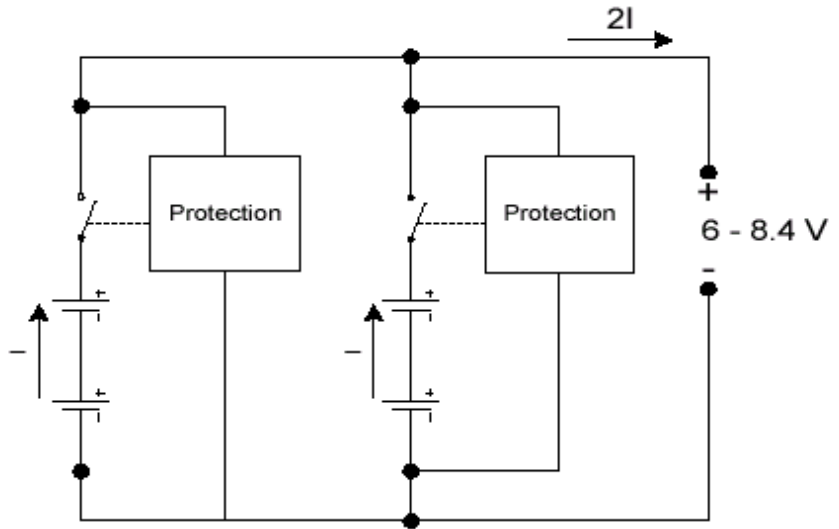 2I
Protection
Protection
+
6 - 8.4 V
-
+
-
+
-
I
I
+
-
+
-